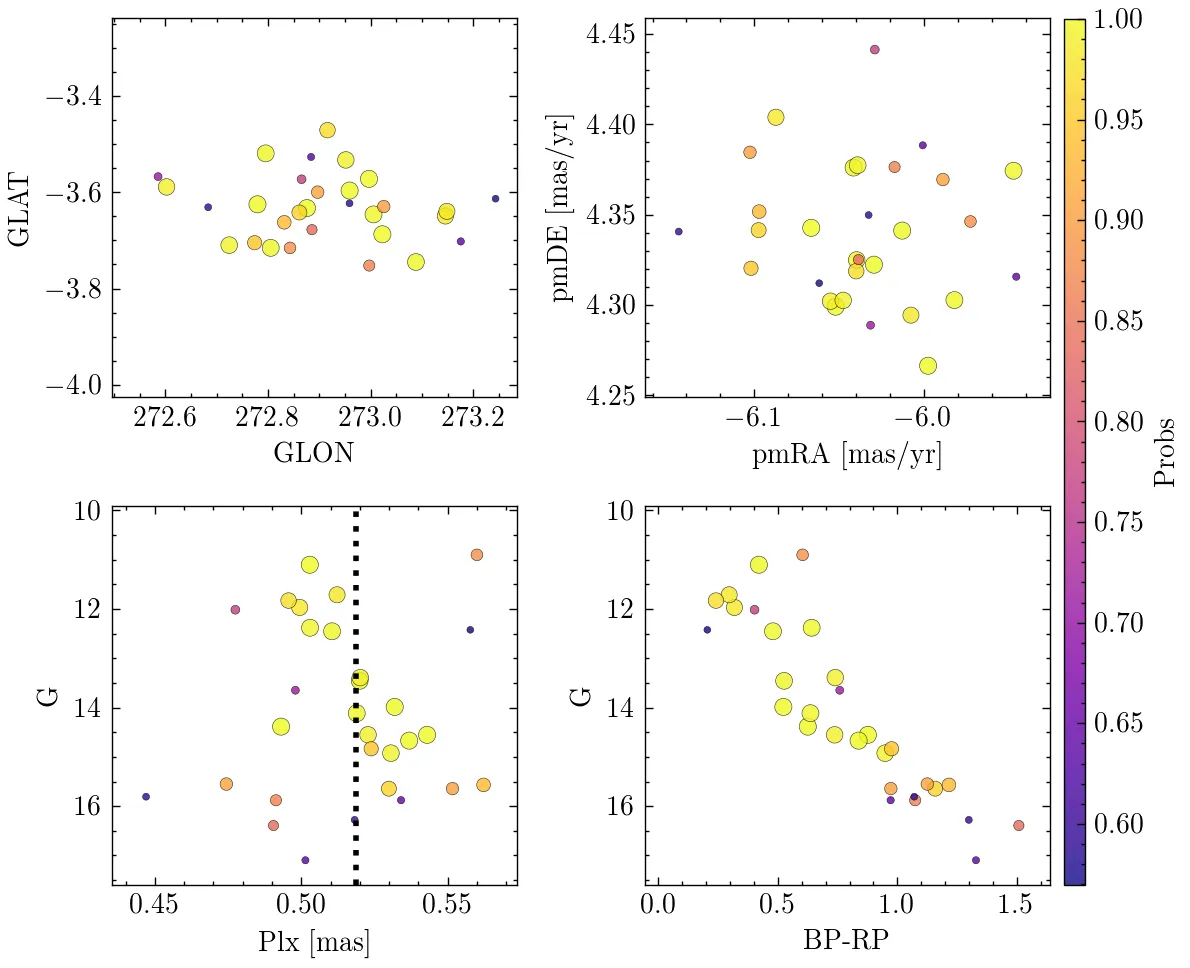 −3.4
−3.6
−3.8
−4.0
GLAT
272.6 272.8 273.0 273.2
GLON
4.45
4.40
4.35
4.30
4.25
pmDE [mas/yr]
−6.1 −6.0
pmRA [mas/yr]
10
12
14
16
G
0.45 0.50 0.55
Plx [mas]
10
12
14
16
G
0.0 0.5 1.0 1.5
BP-RP
1.00
0.95
0.90
0.85
0.80
0.75
0.70
0.65
0.60
Probs